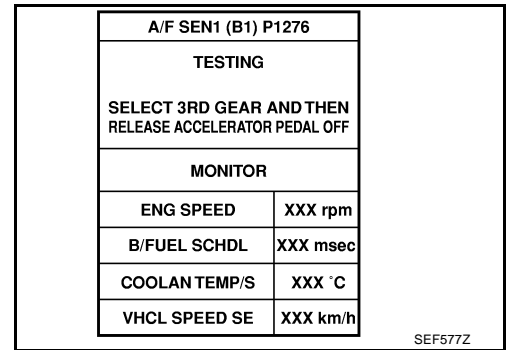 A/F SEN1 (B1) P1276
TESTING
SELECT 3RD GEAR AND THEN
RELEASE ACCELERATOR PEDAL OFF
MONITOR
ENG SPEED XXX rpm
B/FUEL SCHDL XXX msec
COOLAN TEMP/S XXX °C
VHCL SPEED SE XXX km/h
SEF577Z